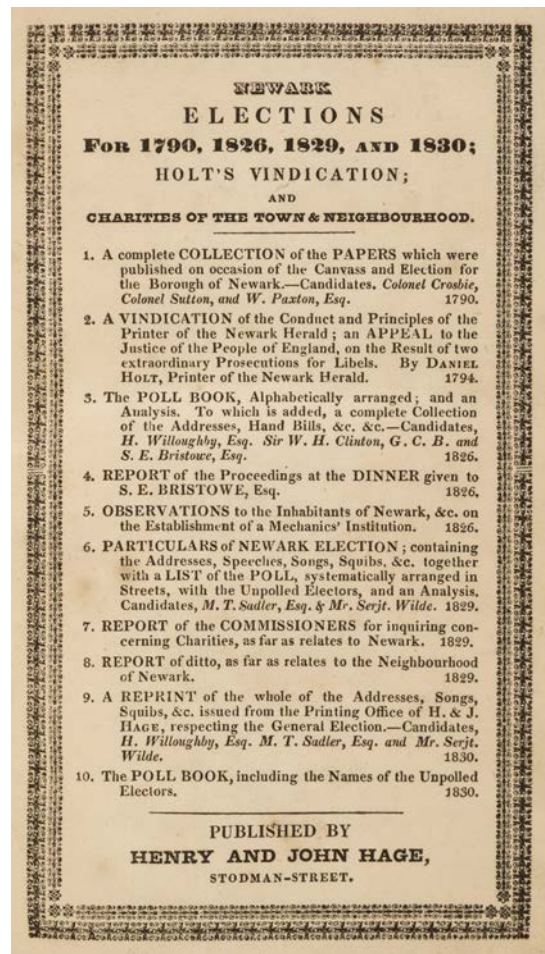 NEWARK
ELECTIONS
FOR 1790, 1826, 1829, AND 1830;
HOLT'S VINDICATION;
AND
CHARITIES OF THE TOWN & NEIGHBOURHOOD.
1. A complete COLLECTION of the PAPERS which were
published on occasion of the Canvass and Election for
the Borough of Newark.—Candidates. Colonel Crosbie,
Colonel Sutton, and W. Paxton, Esq. 1790.
2. A VINDICATION of the Conduct and Principles of the
Printer of the Newark Herald; an APPEAL to the
Justice of the People of England, on the Result of two
extraordinary Prosecutions for Libels. By DANIEL
HOLT, Printer of the Newark Herald. 1794.
3. The POLL BOOK, Alphabetically arranged; and an
Analysis. To which is added, a complete Collection
of the Addresses, Hand Bills, &c. &c.—Candidates,
H. Willoughby, Esq. Sir W. H. Clinton, G. C. B. and
S. E. Bristowe, Esq. 1826.
4. REPORT of the Proceedings at the DINNER given to
S. E. BRISTOWE, Esq. 1826.
5. OBSERVATIONS to the Inhabitants of Newark, &c. on
the Establishment of a Mechanics' Institution. 1826.
6. PARTICULARS of NEWARK ELECTION; containing
the Addresses, Speeches, Songs, Squibs, &c. together
with a LIST of the POLL, systematically arranged in
Streets, with the Unpolled Electors, and an Analysis.
Candidates, M. T. Sadler, Esq. & Mr. Serjt. Wilde. 1829.
7. REPORT of the COMMISSIONERS for inquiring con-
cerning Charities, as far as relates to Newark. 1829.
8. REPORT of ditto, as far as relates to the Neighbourhood
of Newark. 1829.
9. A REPRINT of the whole of the Addresses, Songs,
Squibs, &c. issued from the Printing Office of H. & J.
HAGE, respecting the General Election.—Candidates,
H. Willoughby, Esq. M. T. Sadler, Esq. and Mr. Serjt.
Wilde. 1830.
10. The POLL BOOK, including the Names of the Unpolled
Electors. 1830.
PUBLISHED BY
HENRY AND JOHN HAGE,
STODMAN-STREET.